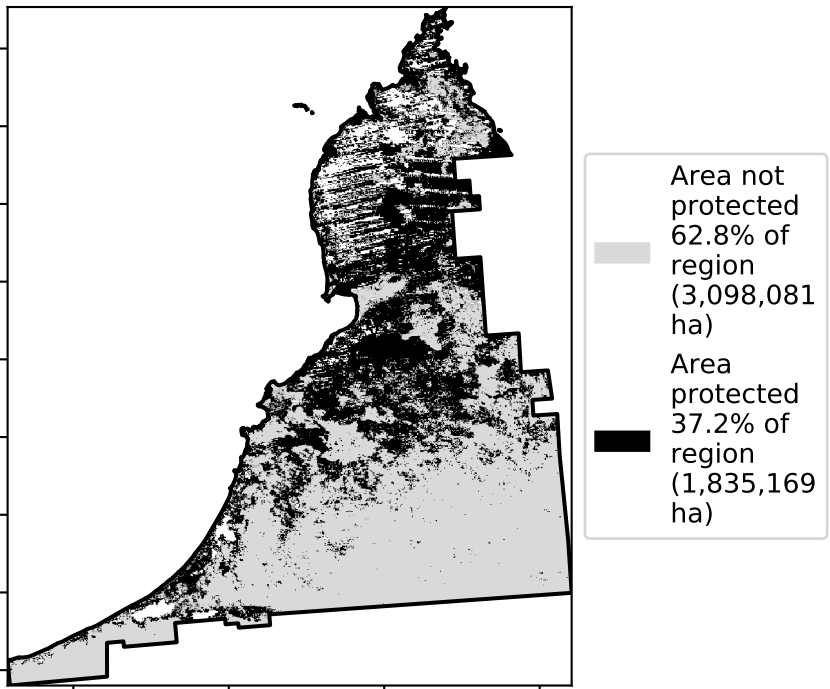 Area not
protected
62.8% of
region
(3,098,081
ha)
Area
protected
37.2% of
region
(1,835,169
ha)